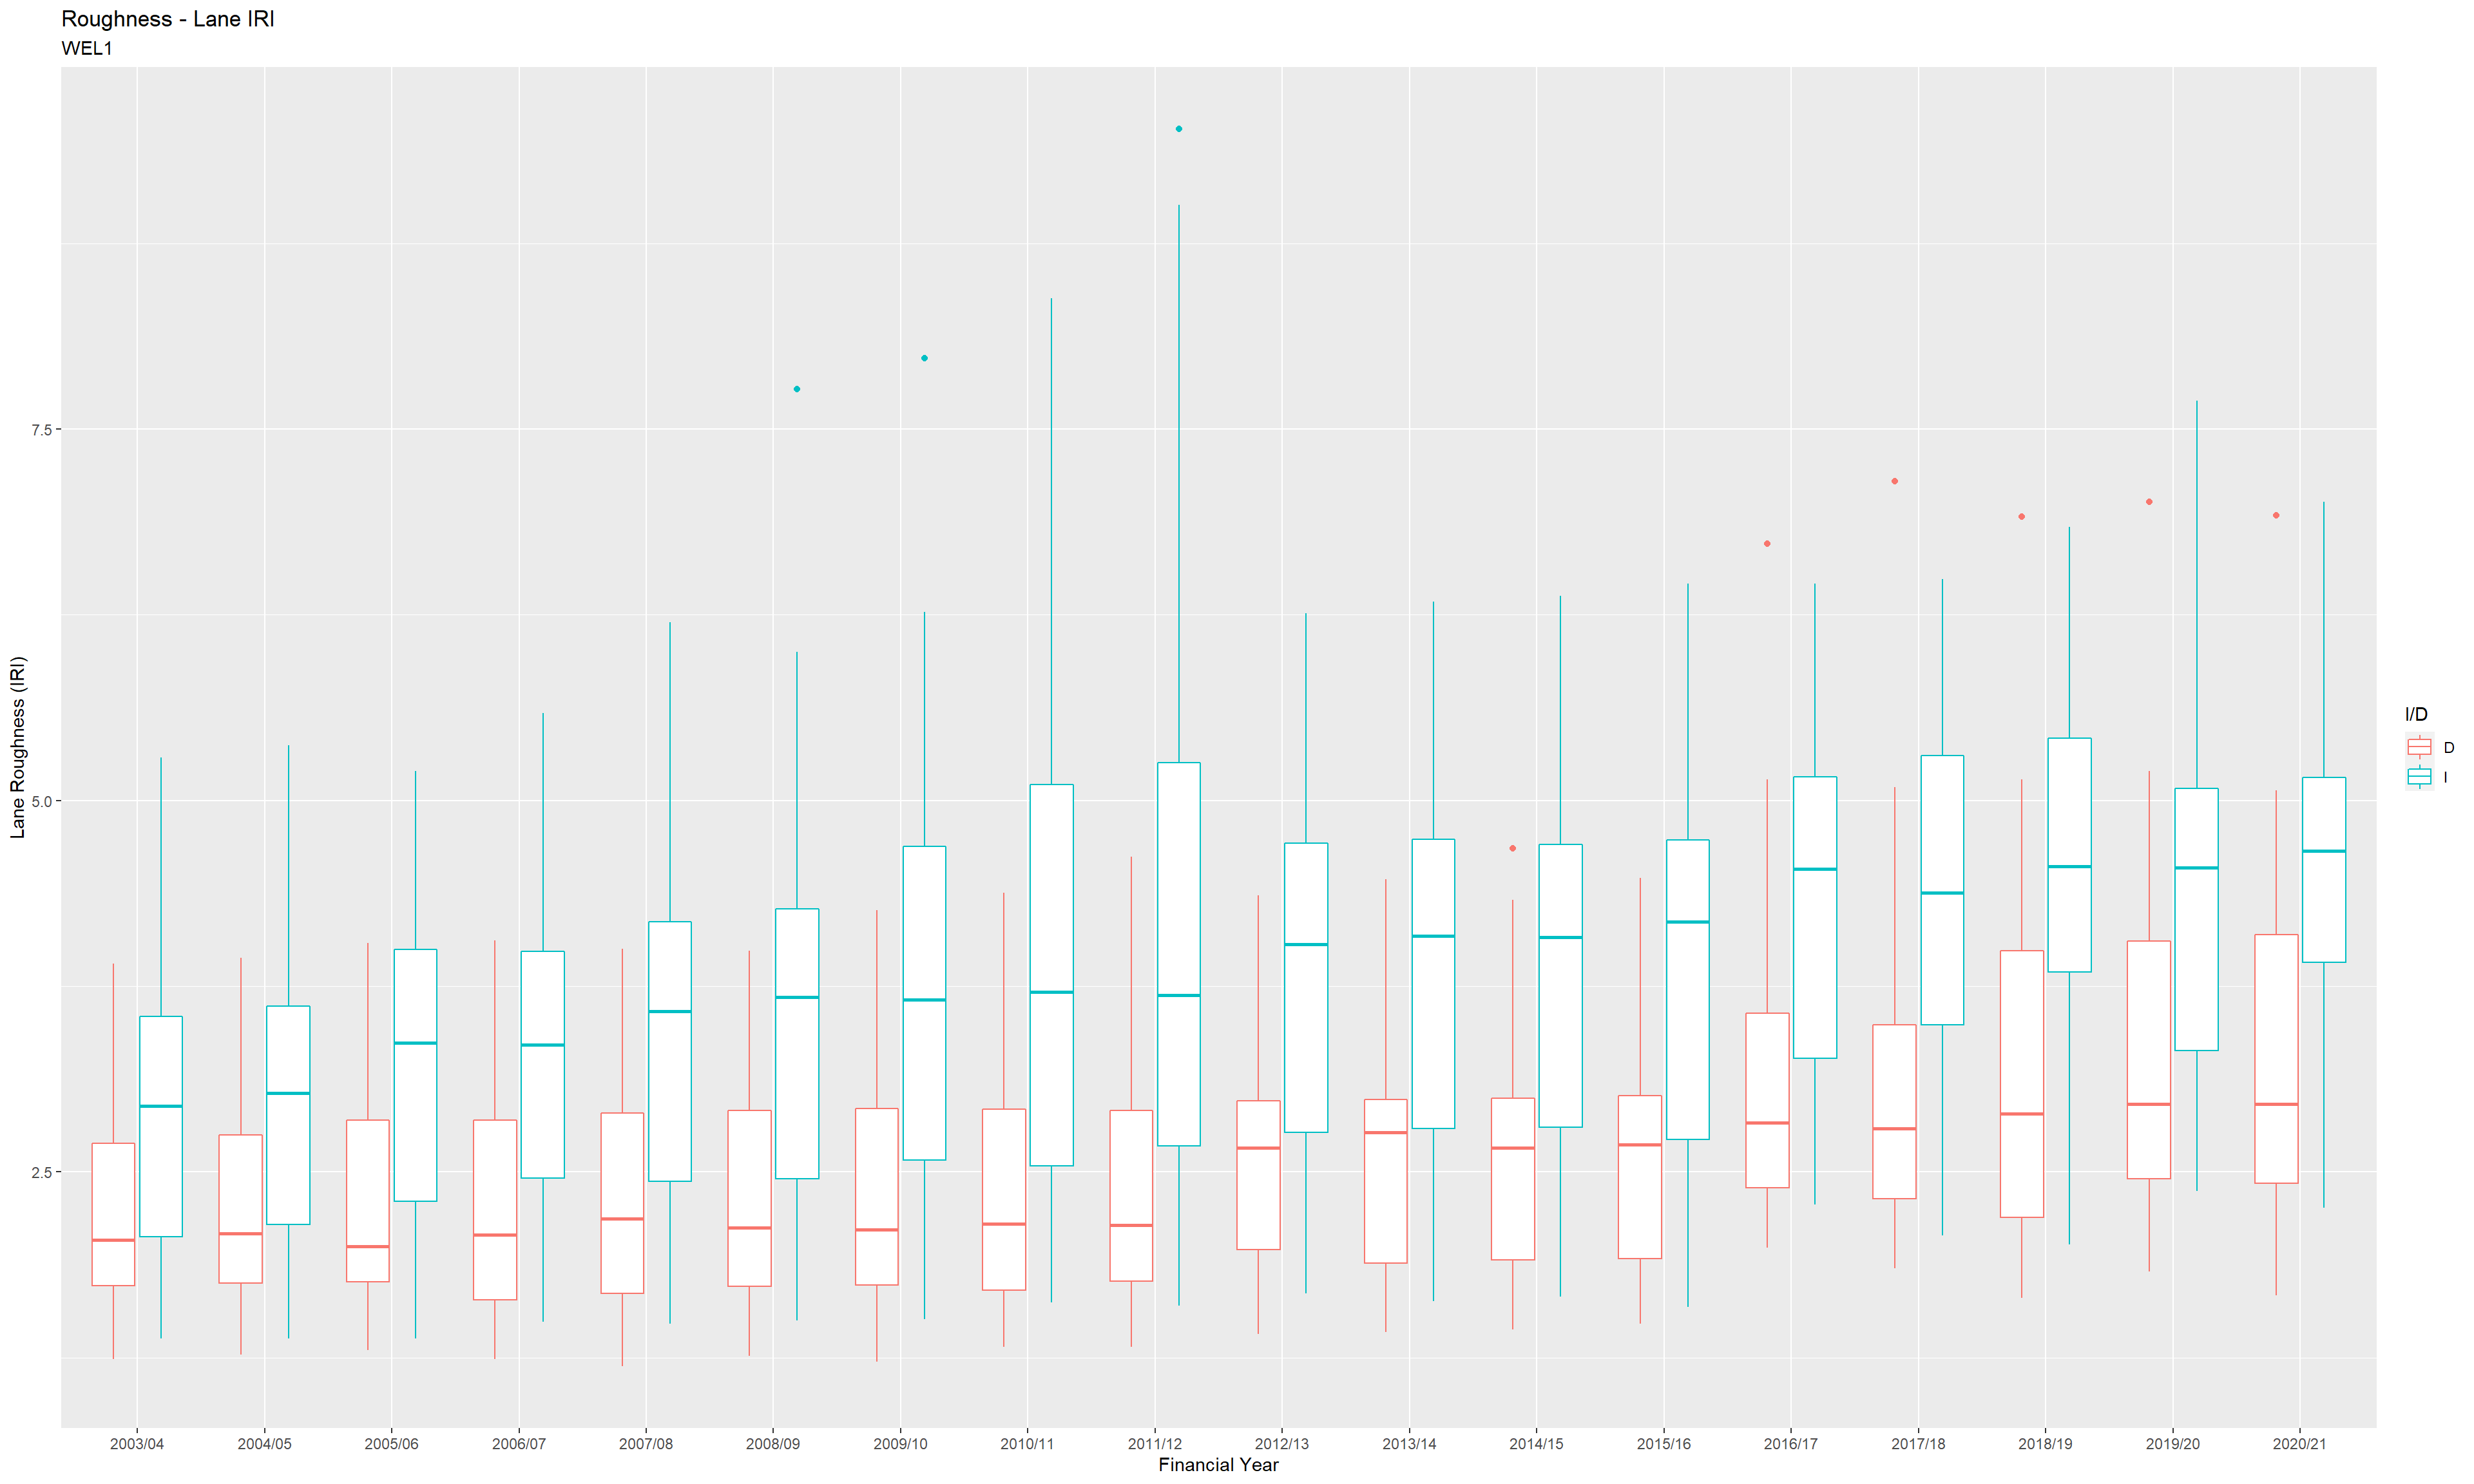 Roughness - Lane IRI
WEL1
Lane Roughness (IRI)
7.5
5.0
2.5
2003/04 2004/05 2005/06 2006/07 2007/08 2008/09 2009/10 2010/11 2011/12 2012/13 2013/14 2014/15 2015/16 2016/17 2017/18 2018/19 2019/20 2020/21
Financial Year
I/D
D
I